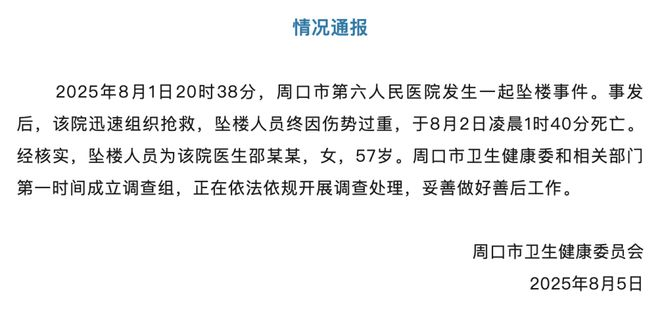 情况通报
2025年8月1日20时38分，周口市第六人民医院发生一起坠楼事件。事发
后，该院迅速组织抢救，坠楼人员终因伤势过重，于8月2日凌晨1时40分死亡。
经核实，坠楼人员为该院医生邵某某，女，57岁。周口市卫生健康委和相关部门
第一时间成立调查组，正在依法依规开展调查处理，妥善做好善后工作。
周口市卫生健康委员会
2025年8月5日